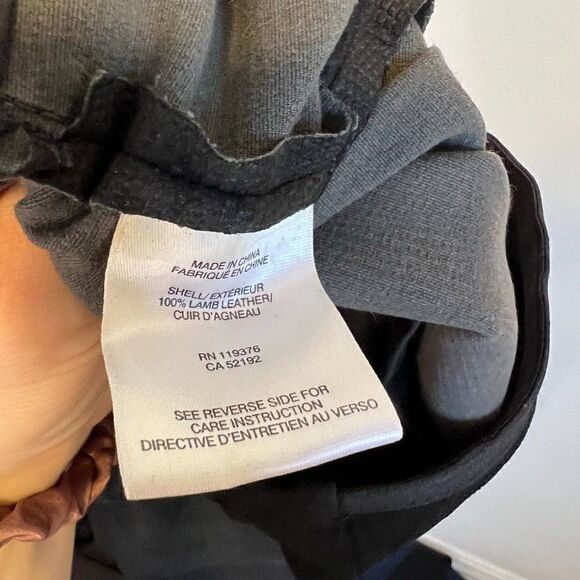 MADE IN CHINA
FABRIQUÉ EN CHINE
SHELL/EXTÉRIEUR
100% LAMB LEATHER/
CUIR D'AGNEAU
RN 119376
CA 52192
SEE REVERSE SIDE FOR
CARE INSTRUCTION
DIRECTIVE D'ENTRETIEN AU VERSO